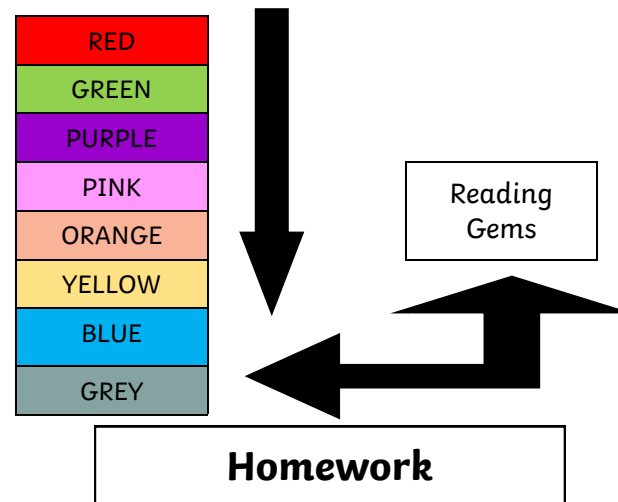 RED
GREEN
PURPLE
PINK
ORANGE
YELLOW
BLUE
GREY
Reading
Gems
Homework